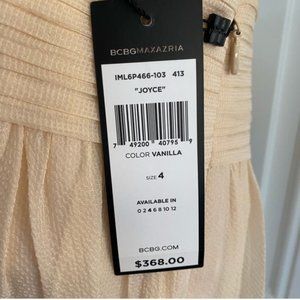 BCBGMAXAZRIA
IML6P466-103 413
"JOYCE"
7 49200 40795 9
COLOR VANILLA
SIZE 4
AVAILABLE IN
0 2 4 6 8 10 12
BCBG.COM
$368.00